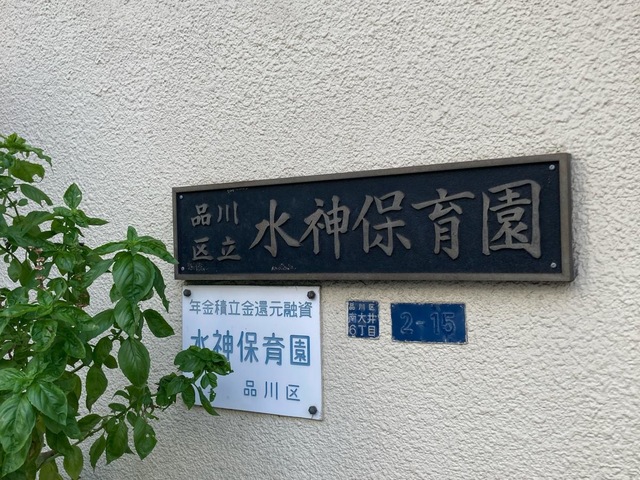 品川
区立
水神保育園
年金積立金還元融資
水神保育園
品川区
品川区
南大井
6丁目
2-15